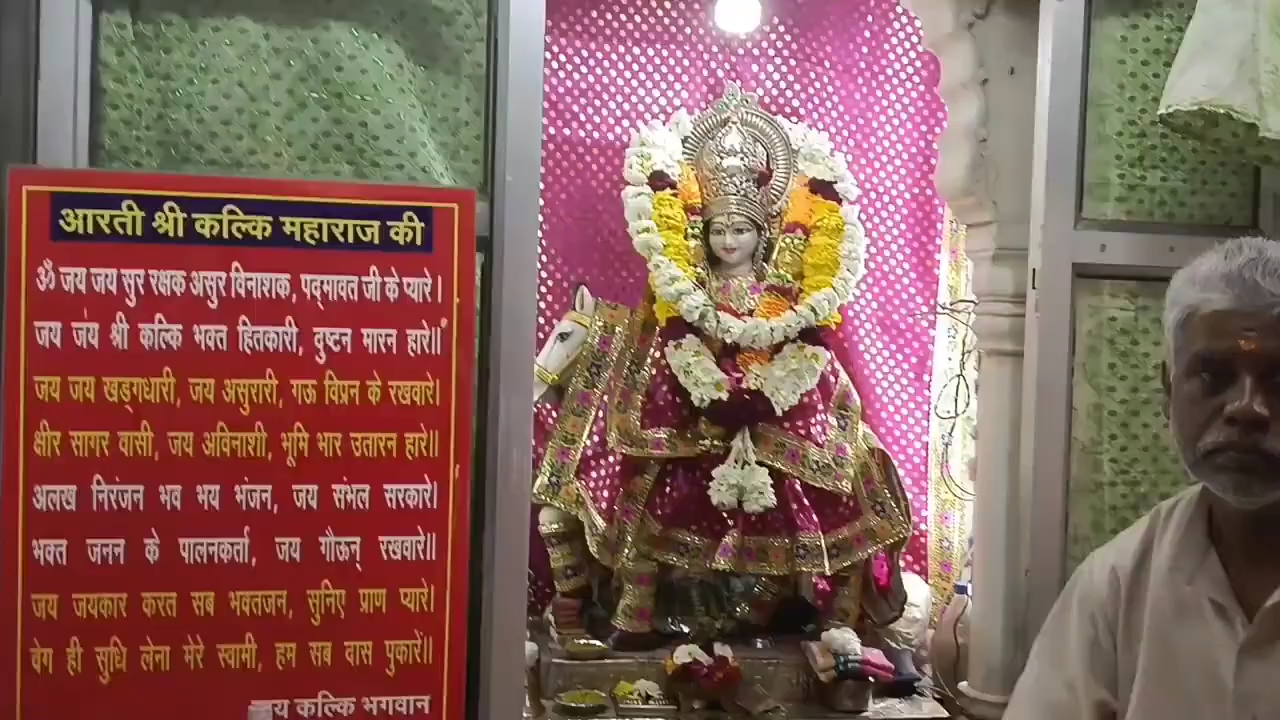 आरती श्री कल्कि महाराज की
ॐ जय जय सुर रक्षक असुर विनाशक, पद्मावत जी के प्यारे।
जय जय श्री कल्कि भक्त हितकारी, दुष्टन मारन हारे॥
जय जय खड्गधारी, जय असुरारी, गऊ विप्रन के रखवारे।
क्षीर सागर वासी, जय अविनाशी, भूमि भार उतारन हारे॥
अलख निरंजन भव भय भंजन, जय संभल सरकारे।
भक्त जनन के पालनकर्ता, जय गौऊन् रखवारे॥
जय जयकार करत सब भक्तजन, सुनिए प्राण प्यारे।
वेग ही सुधि लेना मेरे स्वामी, हम सब दास पुकारें॥
जय कल्कि भगवान